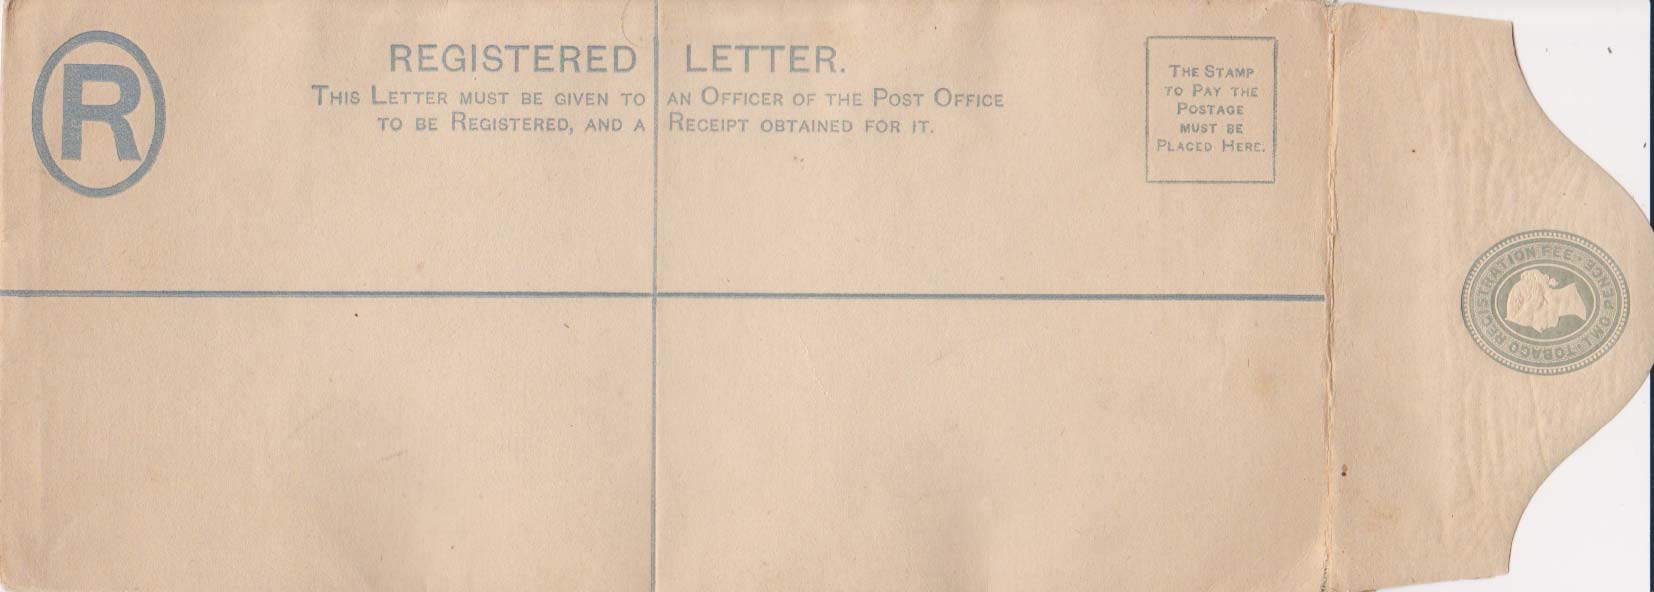 R
REGISTERED LETTER.
THIS LETTER MUST BE GIVEN TO AN OFFICER OF THE POST OFFICE
TO BE REGISTERED, AND A RECEIPT OBTAINED FOR IT.
THE STAMP
TO PAY THE
POSTAGE
MUST BE
PLACED HERE.
TOBAGO REGISTRATION FEE · TWO PENCE ·